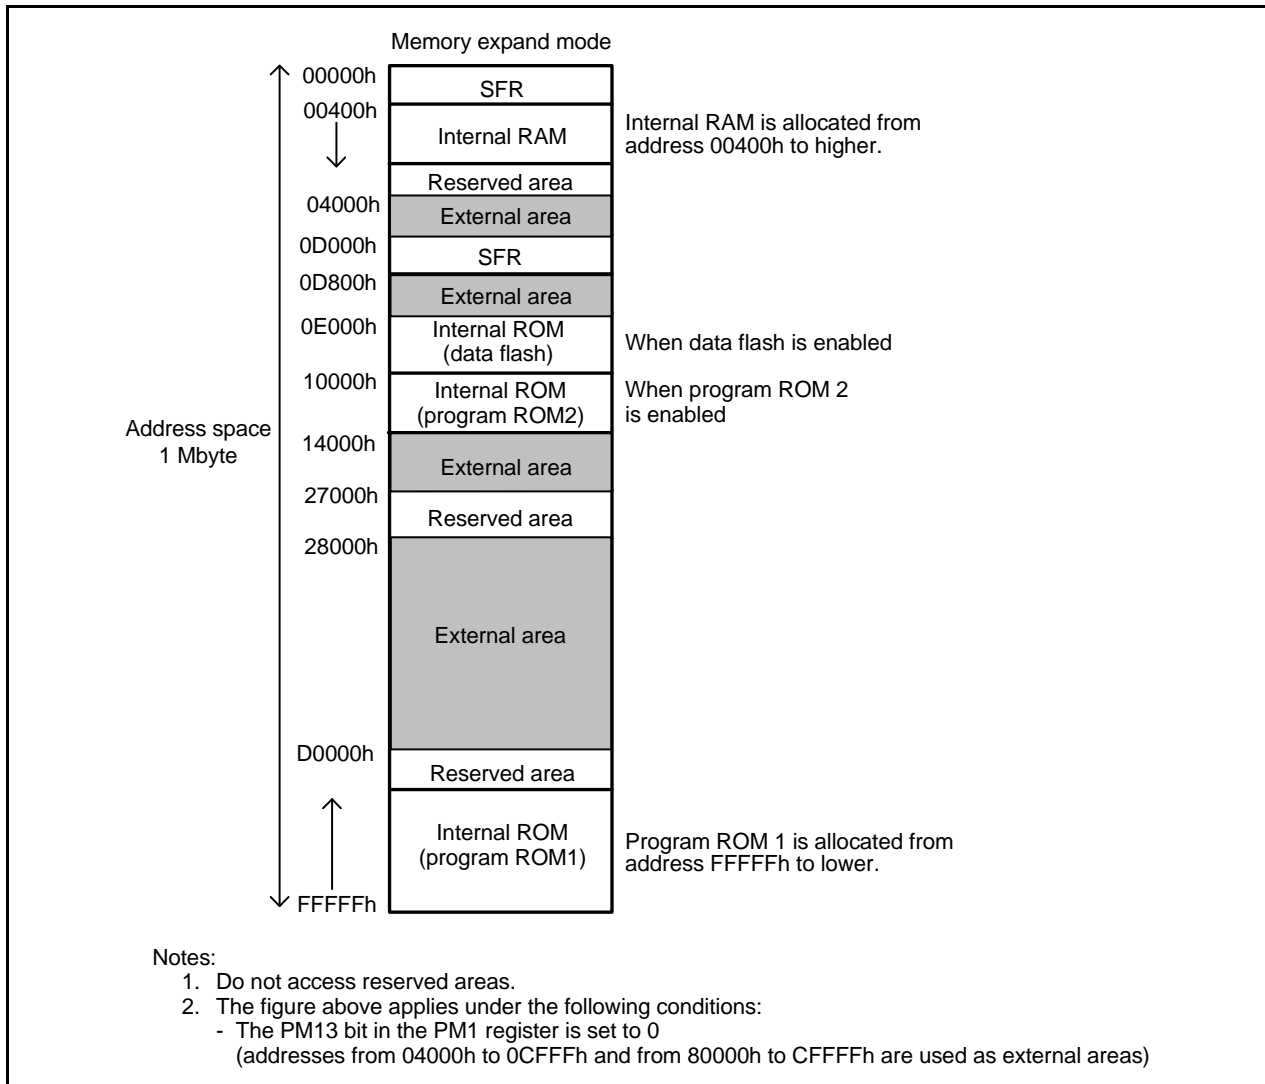 Memory expand mode
00000h
SFR
00400h
Internal RAM
Internal RAM is allocated from
address 00400h to higher.
Reserved area
04000h
External area
0D000h
SFR
0D800h
External area
0E000h
Internal ROM
(data flash)
When data flash is enabled
10000h
Internal ROM
(program ROM2)
When program ROM 2
is enabled
Address space
1 Mbyte
14000h
External area
27000h
Reserved area
28000h
External area
D0000h
Reserved area
Internal ROM
(program ROM1)
Program ROM 1 is allocated from
address FFFFFh to lower.
FFFFFh
Notes:
1. Do not access reserved areas.
2. The figure above applies under the following conditions:
- The PM13 bit in the PM1 register is set to 0
(addresses from 04000h to 0CFFFh and from 80000h to CFFFFh are used as external areas)